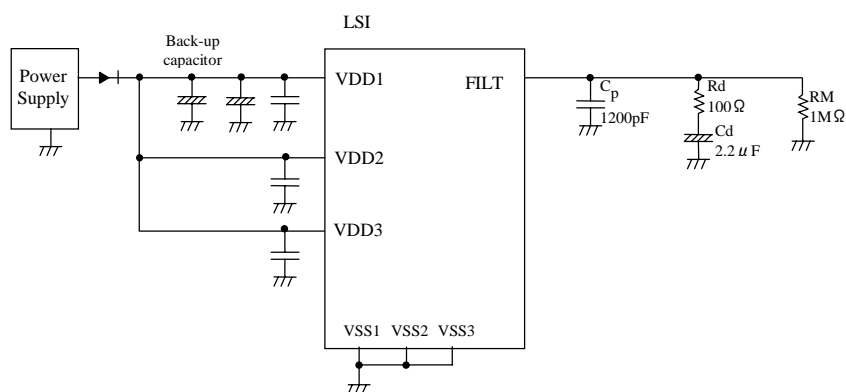 LSI
Back-up
capacitor
Power
Supply
VDD1
FILT
Cp
1200pF
Rd
100Ω
Cd
2.2μF
RM
1MΩ
VDD2
VDD3
VSS1 VSS2 VSS3